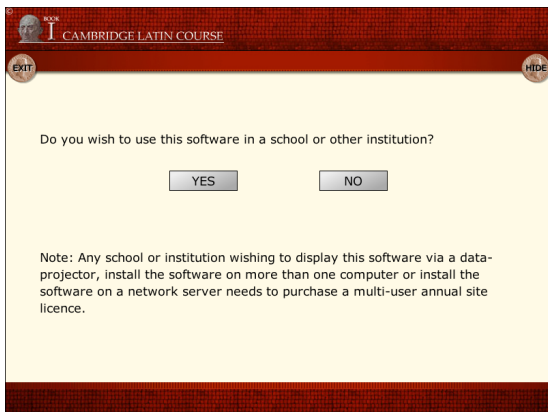 ©
BOOK
I CAMBRIDGE LATIN COURSE
EXIT
HIDE
Do you wish to use this software in a school or other institution?
YES NO
Note: Any school or institution wishing to display this software via a data-
projector, install the software on more than one computer or install the
software on a network server needs to purchase a multi-user annual site
licence.